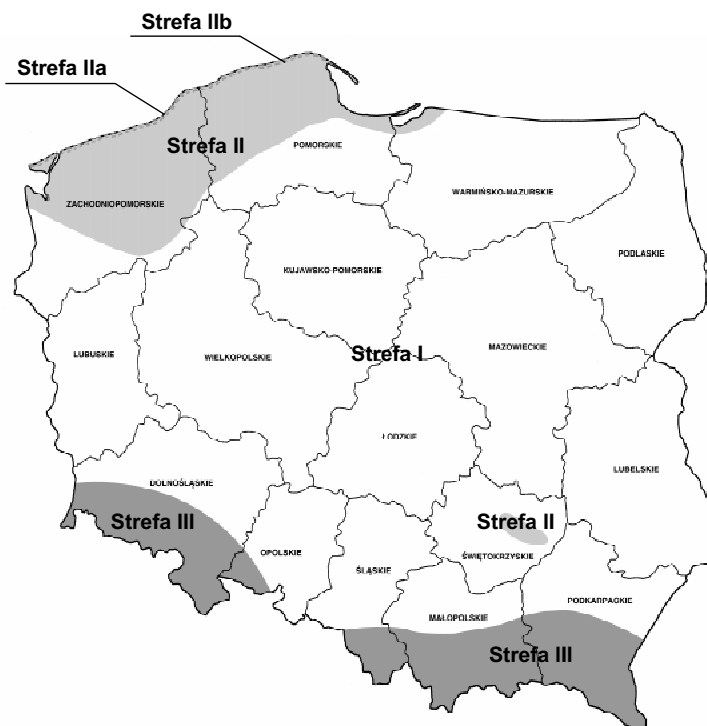 Strefa IIb
Strefa IIa
Strefa II
POMORSKIE
WARMIŃSKO-MAZURSKIE
ZACHODNIOPOMORSKIE
PODLASKIE
KUJAWSKO-POMORSKIE
LUBUSKIE
WIELKOPOLSKIE
Strefa I
MAZOWIECKIE
ŁODZKIE
LUBELSKIE
DOLNOŚLĄSKIE
Strefa III
Strefa II
OPOLSKIE
ŚLĄSKIE
ŚWIĘTOKRZYSKIE
MAŁOPOLSKIE
PODKARPACKIE
Strefa III